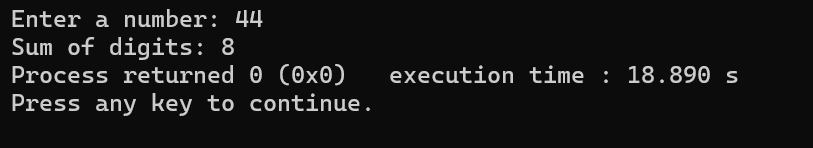 Enter a number: 44
Sum of digits: 8
Process returned 0 (0x0)   execution time : 18.890 s
Press any key to continue.